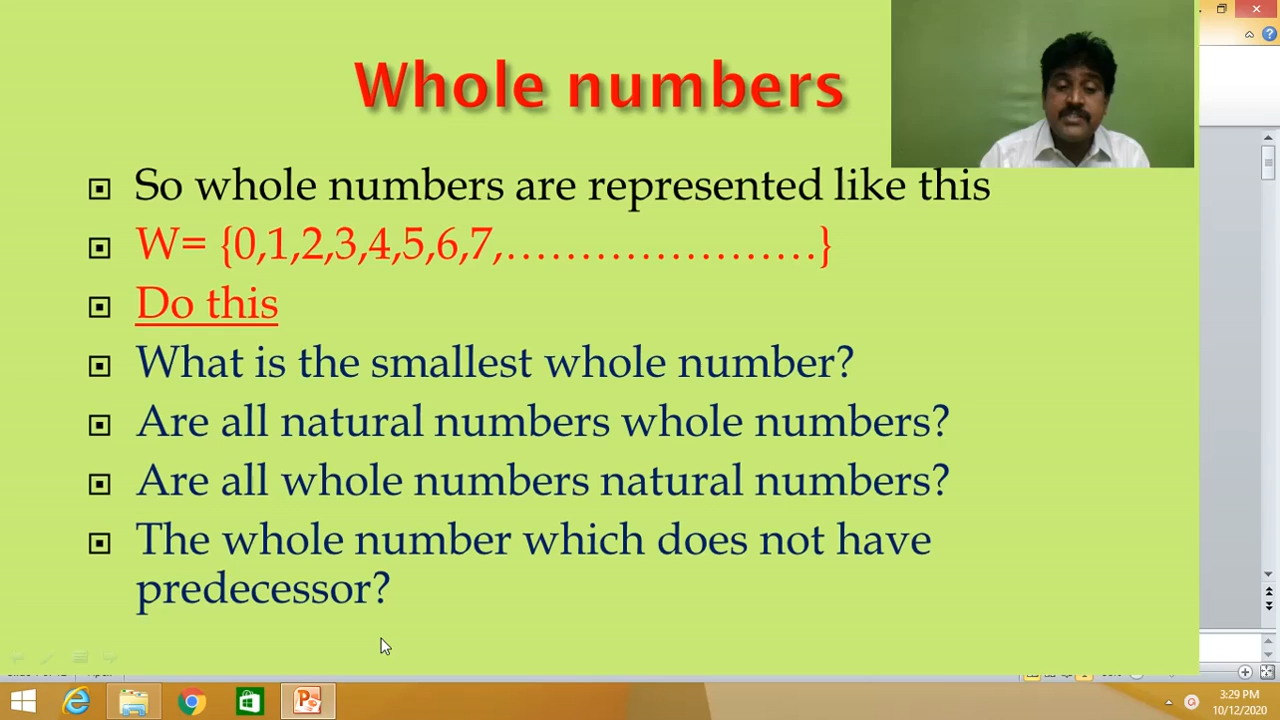 Whole numbers
So whole numbers are represented like this
W= {0,1,2,3,4,5,6,7,…………………}
Do this
What is the smallest whole number?
Are all natural numbers whole numbers?
Are all whole numbers natural numbers?
The whole number which does not have
predecessor?
3:29 PM
10/12/2020